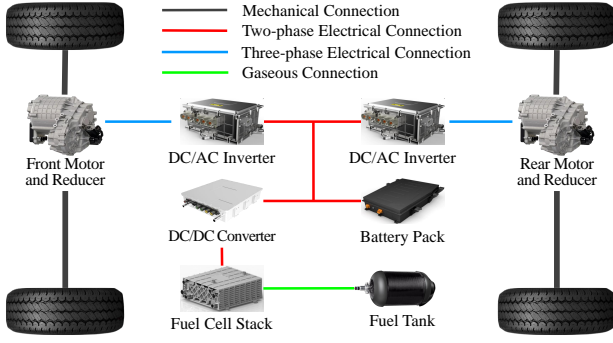 Mechanical Connection
Two-phase Electrical Connection
Three-phase Electrical Connection
Gaseous Connection
Front Motor
and Reducer
DC/AC Inverter
DC/AC Inverter
Rear Motor
and Reducer
DC/DC Converter
Battery Pack
Fuel Cell Stack
Fuel Tank